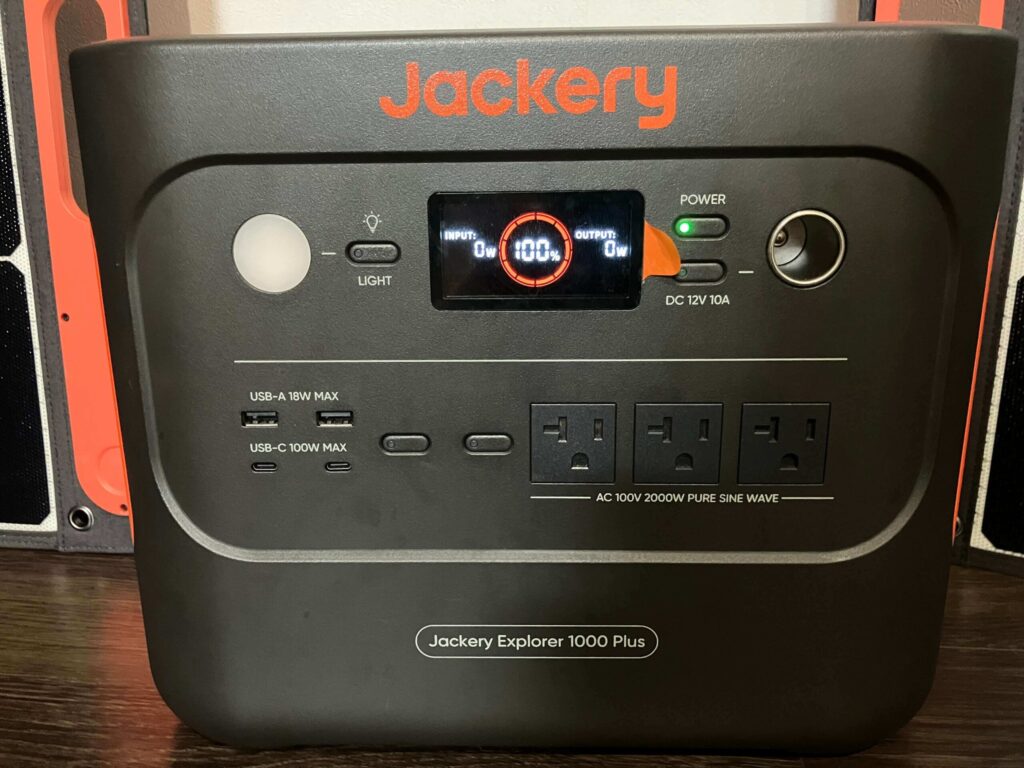 Jackery
POWER
INPUT:
0W
100%
OUTPUT:
0W
LIGHT
DC 12V 10A
USB-A 18W MAX
USB-C 100W MAX
AC 100V 2000W PURE SINE WAVE
Jackery Explorer 1000 Plus